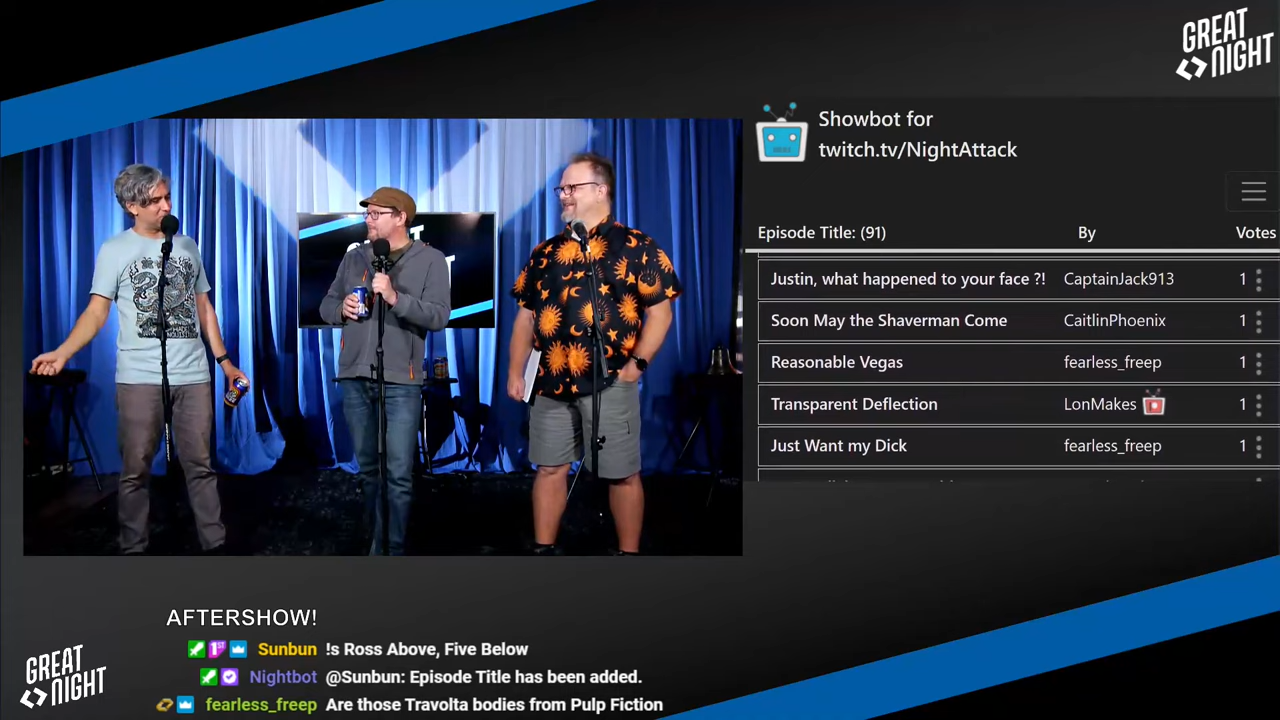 GREAT
NIGHT
Showbot for
twitch.tv/NightAttack
Episode Title: (91) By Votes
Justin, what happened to your face ?! CaptainJack913 1
Soon May the Shaverman Come CaitlinPhoenix 1
Reasonable Vegas fearless_freep 1
Transparent Deflection LonMakes 1
Just Want my Dick fearless_freep 1
AFTERSHOW!
1ST Sunbun !s Ross Above, Five Below
Nightbot @Sunbun: Episode Title has been added.
fearless_freep Are those Travolta bodies from Pulp Fiction
GREAT
NIGHT